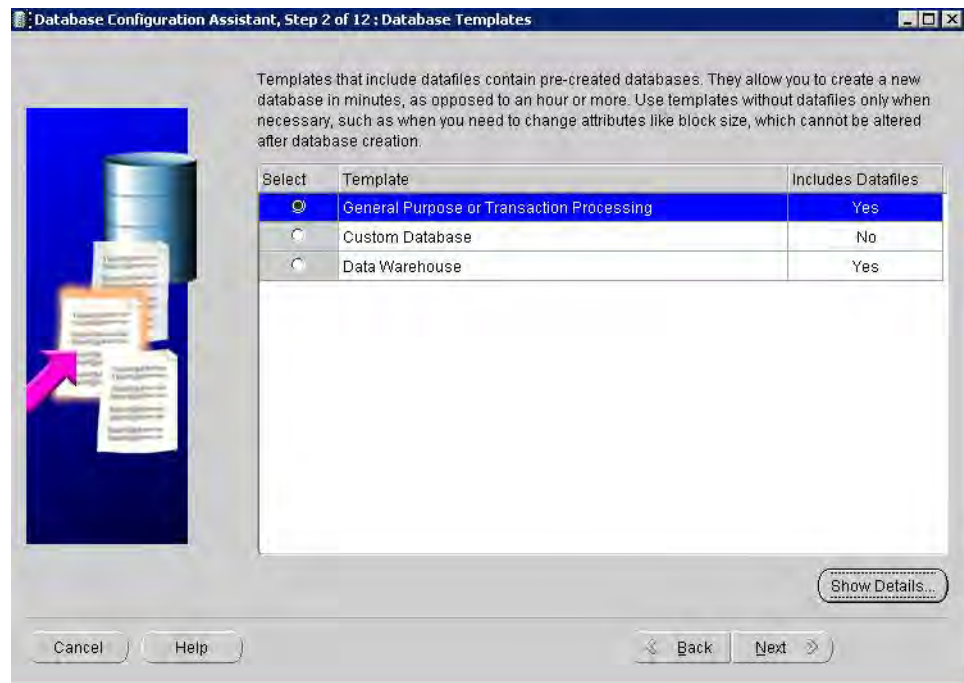 Database Configuration Assistant, Step 2 of 12 : Database Templates
Templates that include datafiles contain pre-created databases. They allow you to create a new
database in minutes, as opposed to an hour or more. Use templates without datafiles only when
necessary, such as when you need to change attributes like block size, which cannot be altered
after database creation.
Select Template Includes Datafiles
General Purpose or Transaction Processing Yes
Custom Database No
Data Warehouse Yes
Show Details...
Cancel Help Back Next